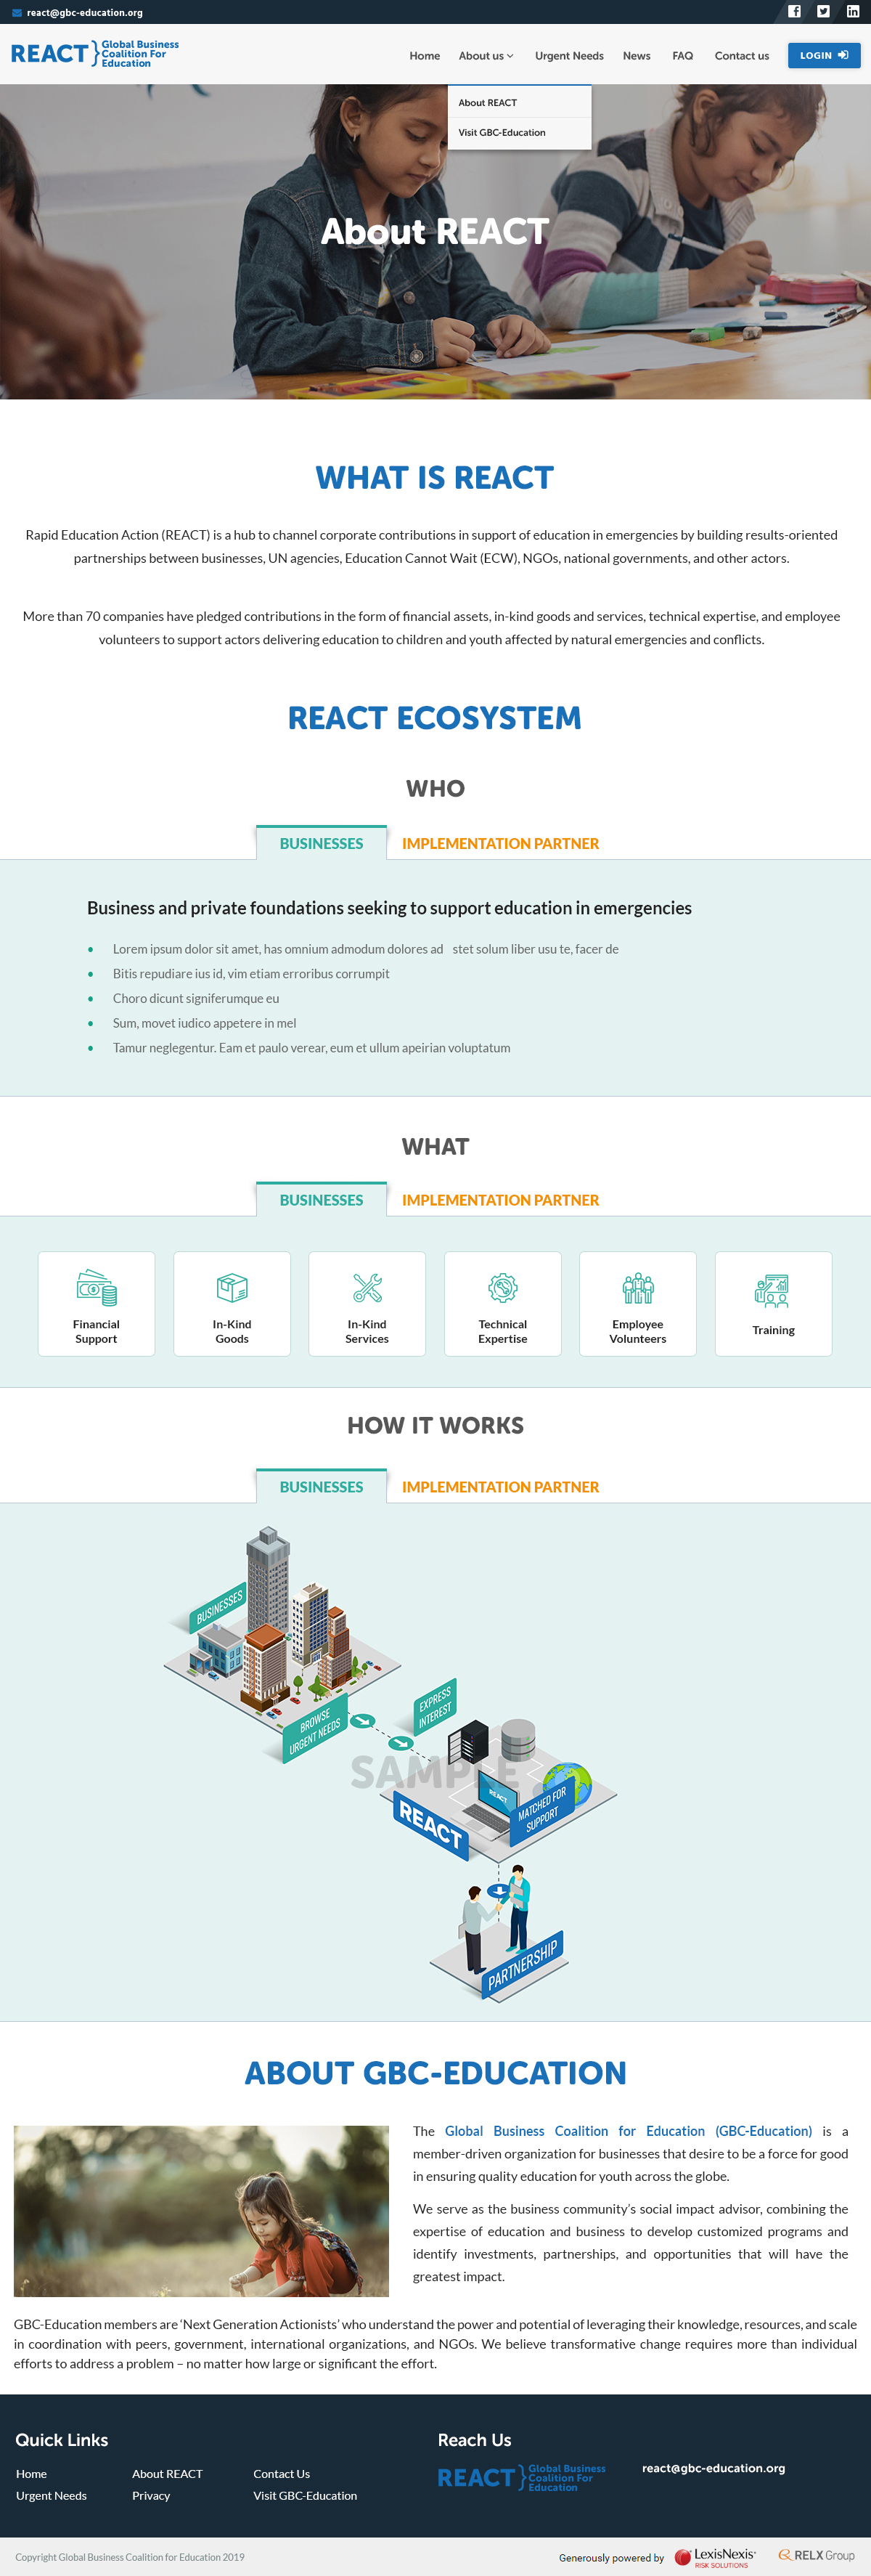 react@gbc-education.org
REACT
Global Business
Coalition For
Education
Home About us Urgent Needs News FAQ Contact us LOGIN
About REACT
Visit GBC-Education
About REACT
WHAT IS REACT
Rapid Education Action (REACT) is a hub to channel corporate contributions in support of education in emergencies by building results-oriented
partnerships between businesses, UN agencies, Education Cannot Wait (ECW), NGOs, national governments, and other actors.
More than 70 companies have pledged contributions in the form of financial assets, in-kind goods and services, technical expertise, and employee
volunteers to support actors delivering education to children and youth affected by natural emergencies and conflicts.
REACT ECOSYSTEM
WHO
BUSINESSES IMPLEMENTATION PARTNER
Business and private foundations seeking to support education in emergencies
• Lorem ipsum dolor sit amet, has omnium admodum dolores ad stet solum liber usu te, facer de
• Bitis repudiare ius id, vim etiam erroribus corrumpit
• Choro dicunt signiferumque eu
• Sum, movet iudico appetere in mel
• Tamur neglegentur. Eam et paulo verear, eum et ullum apeirian voluptatum
WHAT
BUSINESSES IMPLEMENTATION PARTNER
Financial
Support
In-Kind
Goods
In-Kind
Services
Technical
Expertise
Employee
Volunteers
Training
HOW IT WORKS
BUSINESSES IMPLEMENTATION PARTNER
BUSINESSES
BROWSE
URGENT NEEDS
EXPRESS
INTEREST
SAMPLE
REACT
REACT
MATCHED FOR
SUPPORT
PARTNERSHIP
ABOUT GBC-EDUCATION
The Global Business Coalition for Education (GBC-Education) is a
member-driven organization for businesses that desire to be a force for good
in ensuring quality education for youth across the globe.
We serve as the business community's social impact advisor, combining the
expertise of education and business to develop customized programs and
identify investments, partnerships, and opportunities that will have the
greatest impact.
GBC-Education members are 'Next Generation Actionists' who understand the power and potential of leveraging their knowledge, resources, and scale
in coordination with peers, government, international organizations, and NGOs. We believe transformative change requires more than individual
efforts to address a problem – no matter how large or significant the effort.
Quick Links
Home About REACT Contact Us
Urgent Needs Privacy Visit GBC-Education
Reach Us
REACT
Global Business
Coalition For
Education
react@gbc-education.org
Copyright Global Business Coalition for Education 2019
Generously powered by
LexisNexis
RISK SOLUTIONS
RELX Group